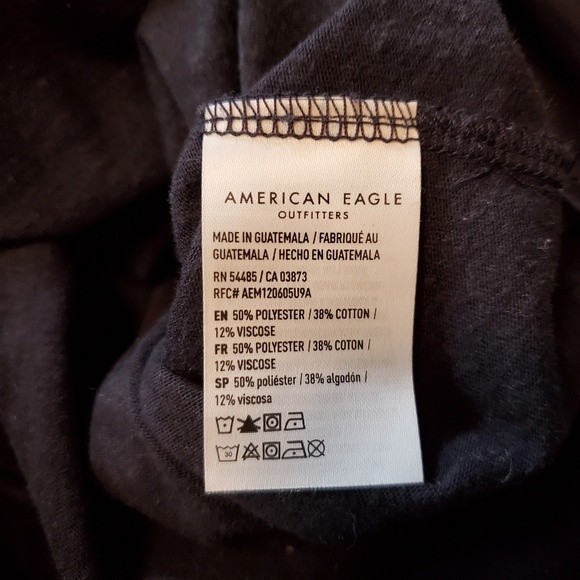 AMERICAN EAGLE
OUTFITTERS
MADE IN GUATEMALA / FABRIQUÉ AU
GUATEMALA / HECHO EN GUATEMALA
RN 54485 / CA 03873
RFC# AEM120605U9A
EN 50% POLYESTER / 38% COTTON /
12% VISCOSE
FR 50% POLYESTER / 38% COTON /
12% VISCOSE
SP 50% poliéster / 38% algodón /
12% viscosa
30